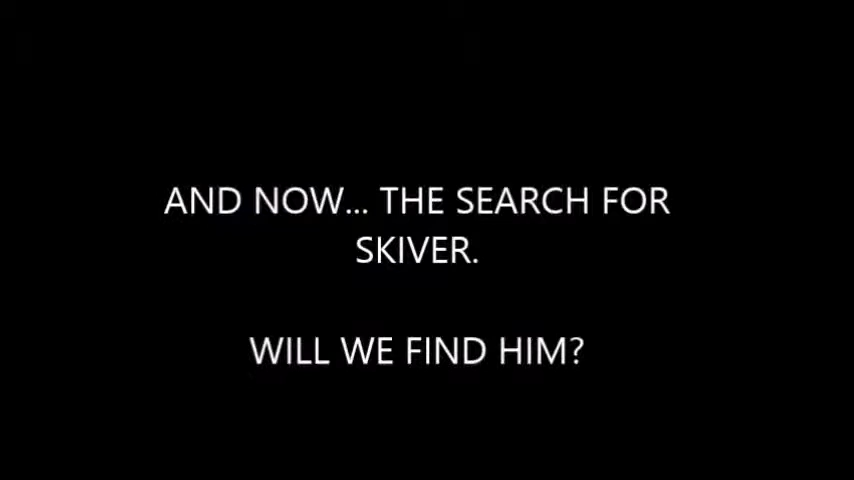 AND NOW... THE SEARCH FOR
SKIVER.
WILL WE FIND HIM?